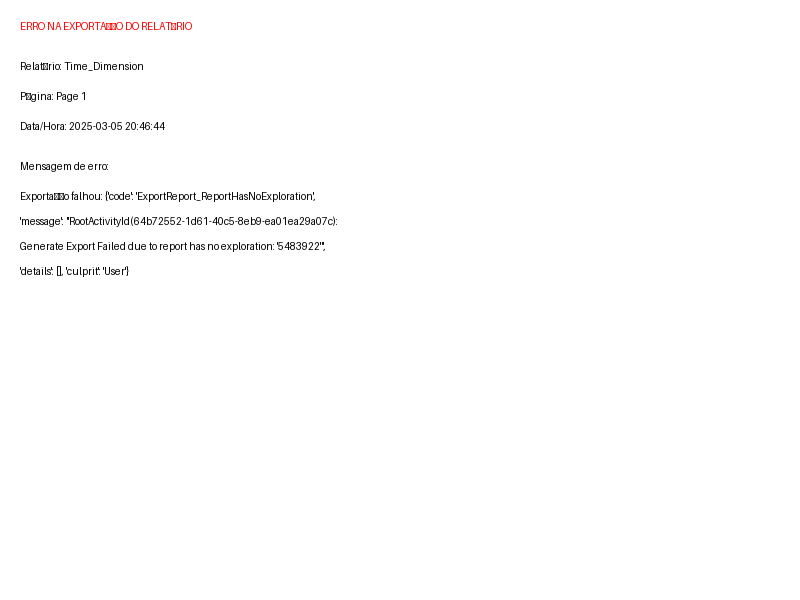 ERRO NA EXPORTA▯▯O DO RELAT▯RIO
Relat▯rio: Time_Dimension
P▯gina: Page 1
Data/Hora: 2025-03-05 20:46:44
Mensagem de erro:
Exporta▯▯o falhou: {'code': 'ExportReport_ReportHasNoExploration',
'message': "RootActivityId(64b72552-1d61-40c5-8eb9-ea01ea29a07c):
Generate Export Failed due to report has no exploration: '5483922'",
'details': [], 'culprit': 'User'}